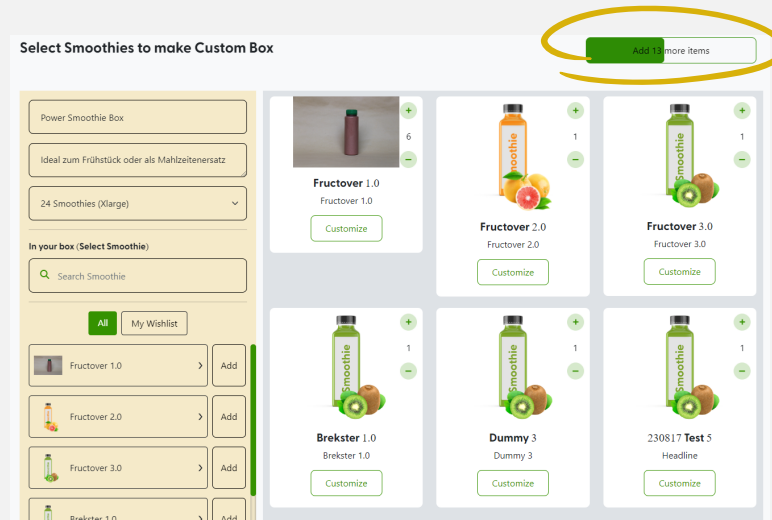 Select Smoothies to make Custom Box
Add 13 more items
Power Smoothie Box
Ideal zum Frühstück oder als Mahlzeitenersatz
24 Smoothies (Xlarge)
In your box (Select Smoothie)
Search Smoothie
All
My Wishlist
Fructover 1.0
Add
Fructover 2.0
Add
Fructover 3.0
Add
Brekster 1.0
Add
+
6
−
Fructover 1.0
Fructover 1.0
Customize
Smoothie
+
1
−
Fructover 2.0
Fructover 2.0
Customize
Smoothie
+
1
−
Fructover 3.0
Fructover 3.0
Customize
Smoothie
+
1
−
Brekster 1.0
Brekster 1.0
Customize
Smoothie
+
1
−
Dummy 3
Dummy 3
Customize
Smoothie
+
1
−
230817 Test 5
Headline
Customize